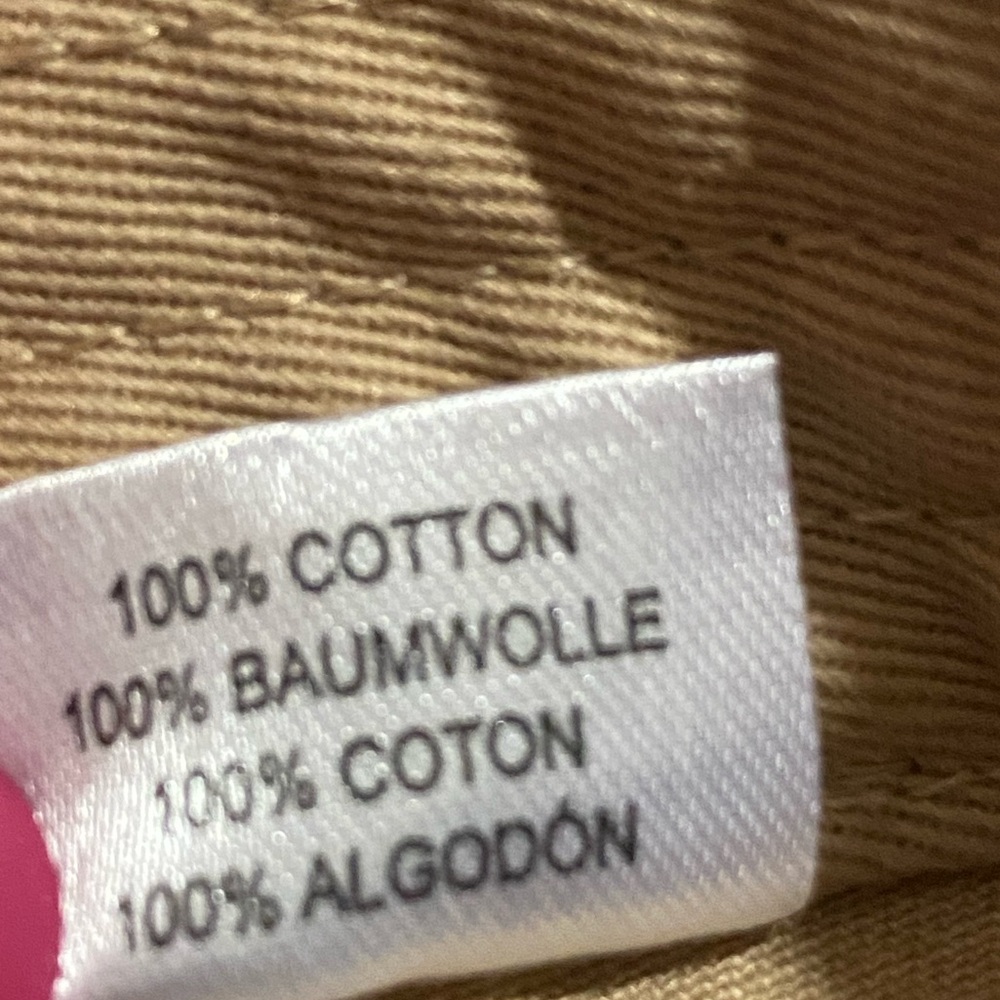 100% COTTON
100% BAUMWOLLE
100% COTON
100% ALGODÓN